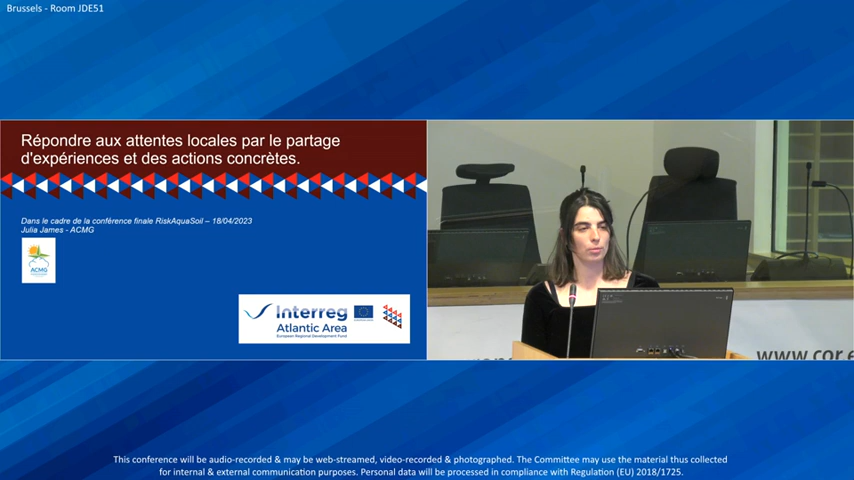 Brussels - Room JDE51
Répondre aux attentes locales par le partage
d'expériences et des actions concrètes.
Dans le cadre de la conférence finale RiskAquaSoil – 18/04/2023
Julia James - ACMG
ACMG
Interreg
Atlantic Area
European Regional Development Fund
www.cor.e
This conference will be audio-recorded & may be web-streamed, video-recorded & photographed. The Committee may use the material thus collected
for internal & external communication purposes. Personal data will be processed in compliance with Regulation (EU) 2018/1725.